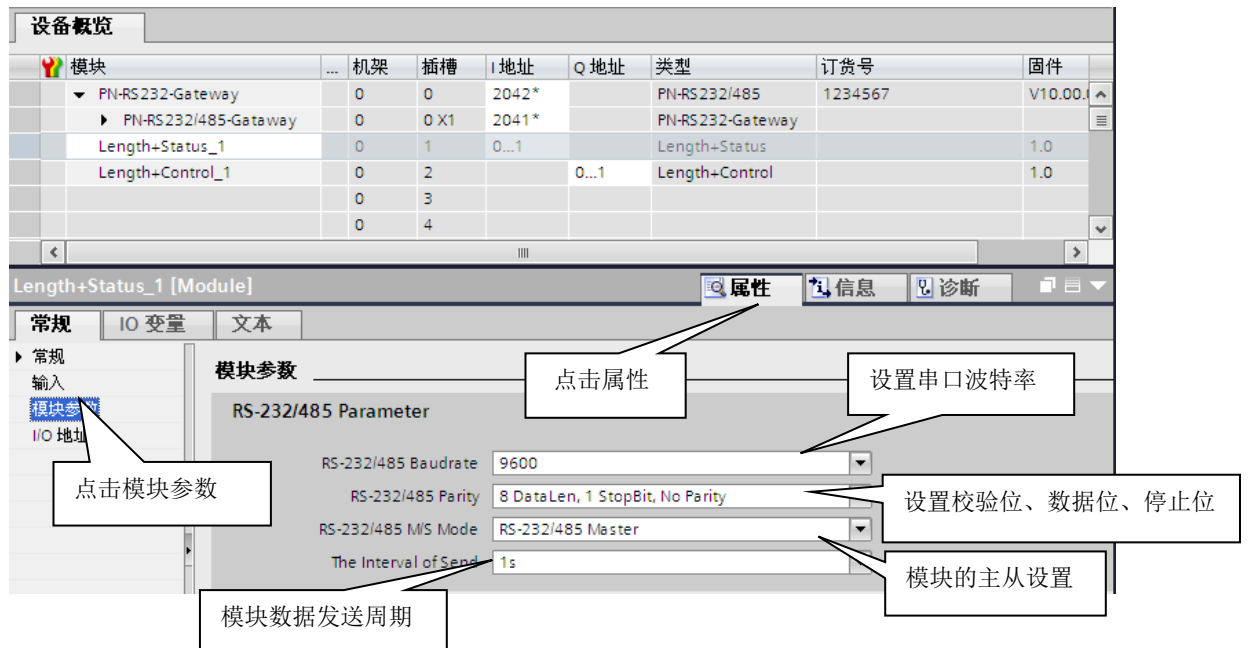 设备概览
模块 ... 机架 插槽 I 地址 Q 地址 类型 订货号 固件
PN-RS232-Gateway 0 0 2042* PN-RS232/485 1234567 V10.00.
PN-RS232/485-Gataway 0 0 X1 2041* PN-RS232-Gateway
Length+Status_1 0 1 0...1 Length+Status 1.0
Length+Control_1 0 2 0...1 Length+Control 1.0
0 3
0 4
Length+Status_1 [Module] 属性 信息 诊断
常规 IO 变量 文本
常规
输入
模块参数
I/O 地址
模块参数
RS-232/485 Parameter
RS-232/485 Baudrate 9600
RS-232/485 Parity 8 DataLen, 1 StopBit, No Parity
RS-232/485 M/S Mode RS-232/485 Master
The Interval of Send 1s
点击属性
设置串口波特率
点击模块参数
设置校验位、数据位、停止位
模块的主从设置
模块数据发送周期